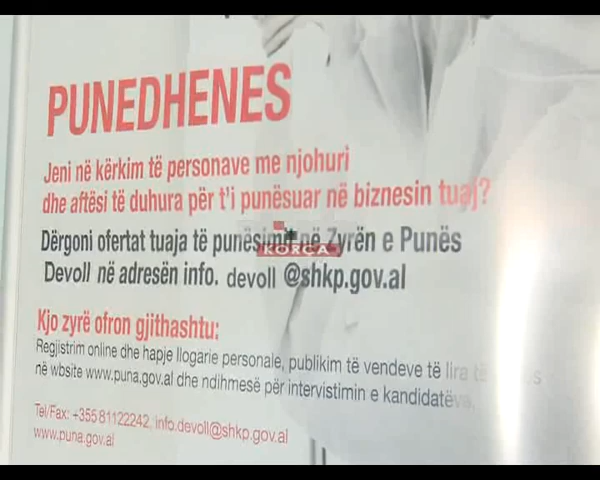 PUNEDHENES
Jeni në kërkim të personave me njohuri
dhe aftësi të duhura për t'i punësuar në biznesin tuaj?
Dërgoni ofertat tuaja të punësimit në Zyrën e Punës
KORÇA
Devoll në adresën info. devoll @shkp.gov.al
Kjo zyrë ofron gjithashtu:
Regjistrim online dhe hapje llogarie personale, publikim të vendeve të lira të
në wbsite www.puna.gov.al dhe ndihmesë për intervistimin e kandidatëve.
Tel/Fax: +355 81122242, info.devoll@shkp.gov.al
www.puna.gov.al